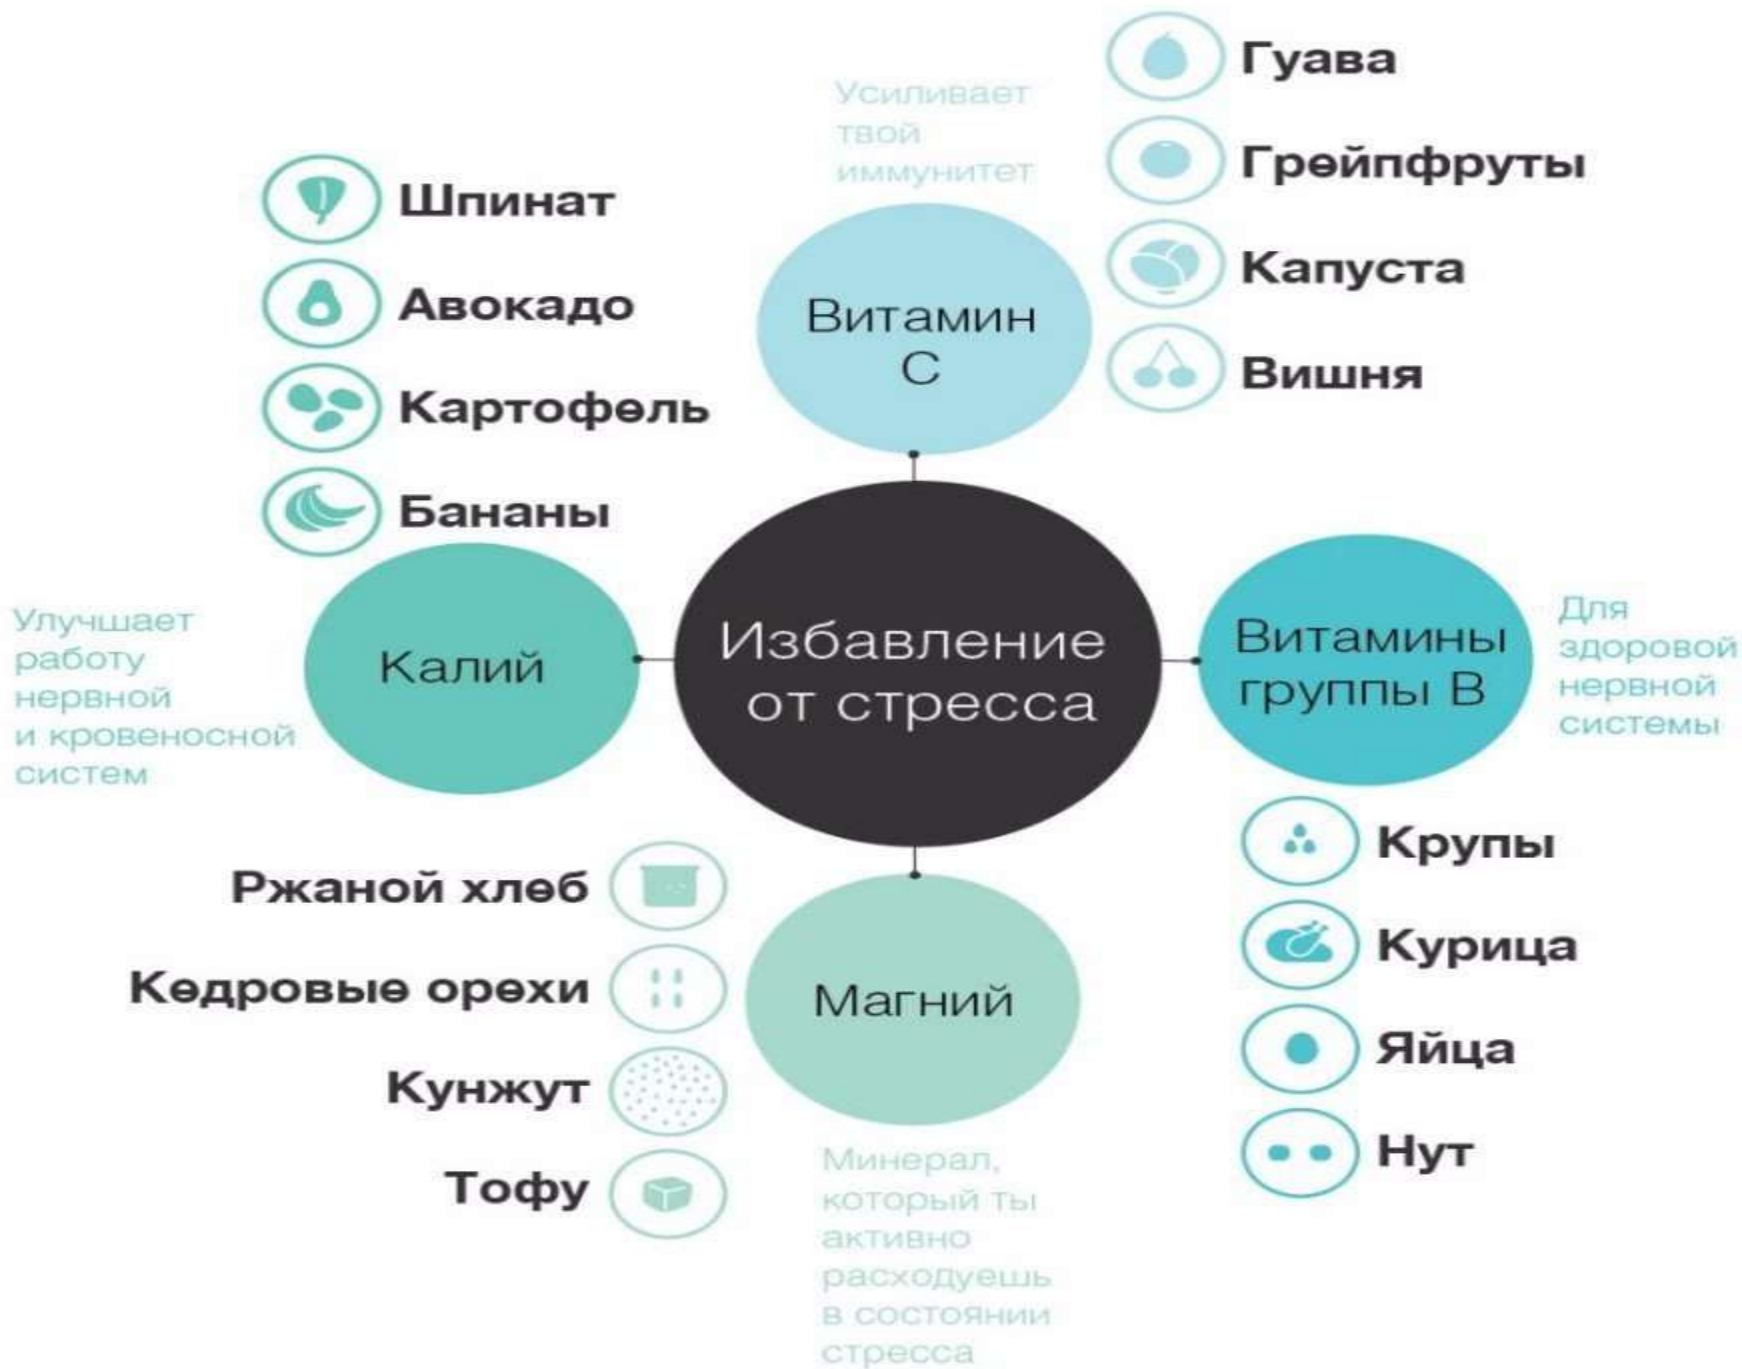 Гуава
Грейпфруты
Капуста
Вишня
Усиливает
твой
иммунитет
Витамин
С
Шпинат
Авокадо
Картофель
Бананы
Улучшает
работу
нервной
и кровеносной
систем
Калий
Избавление
от стресса
Витамины
группы В
Для
здоровой
нервной
системы
Крупы
Курица
Яйца
Нут
Ржаной хлеб
Кедровые орехи
Кунжут
Тофу
Магний
Минерал,
который ты
активно
расходуешь
в состоянии
стресса